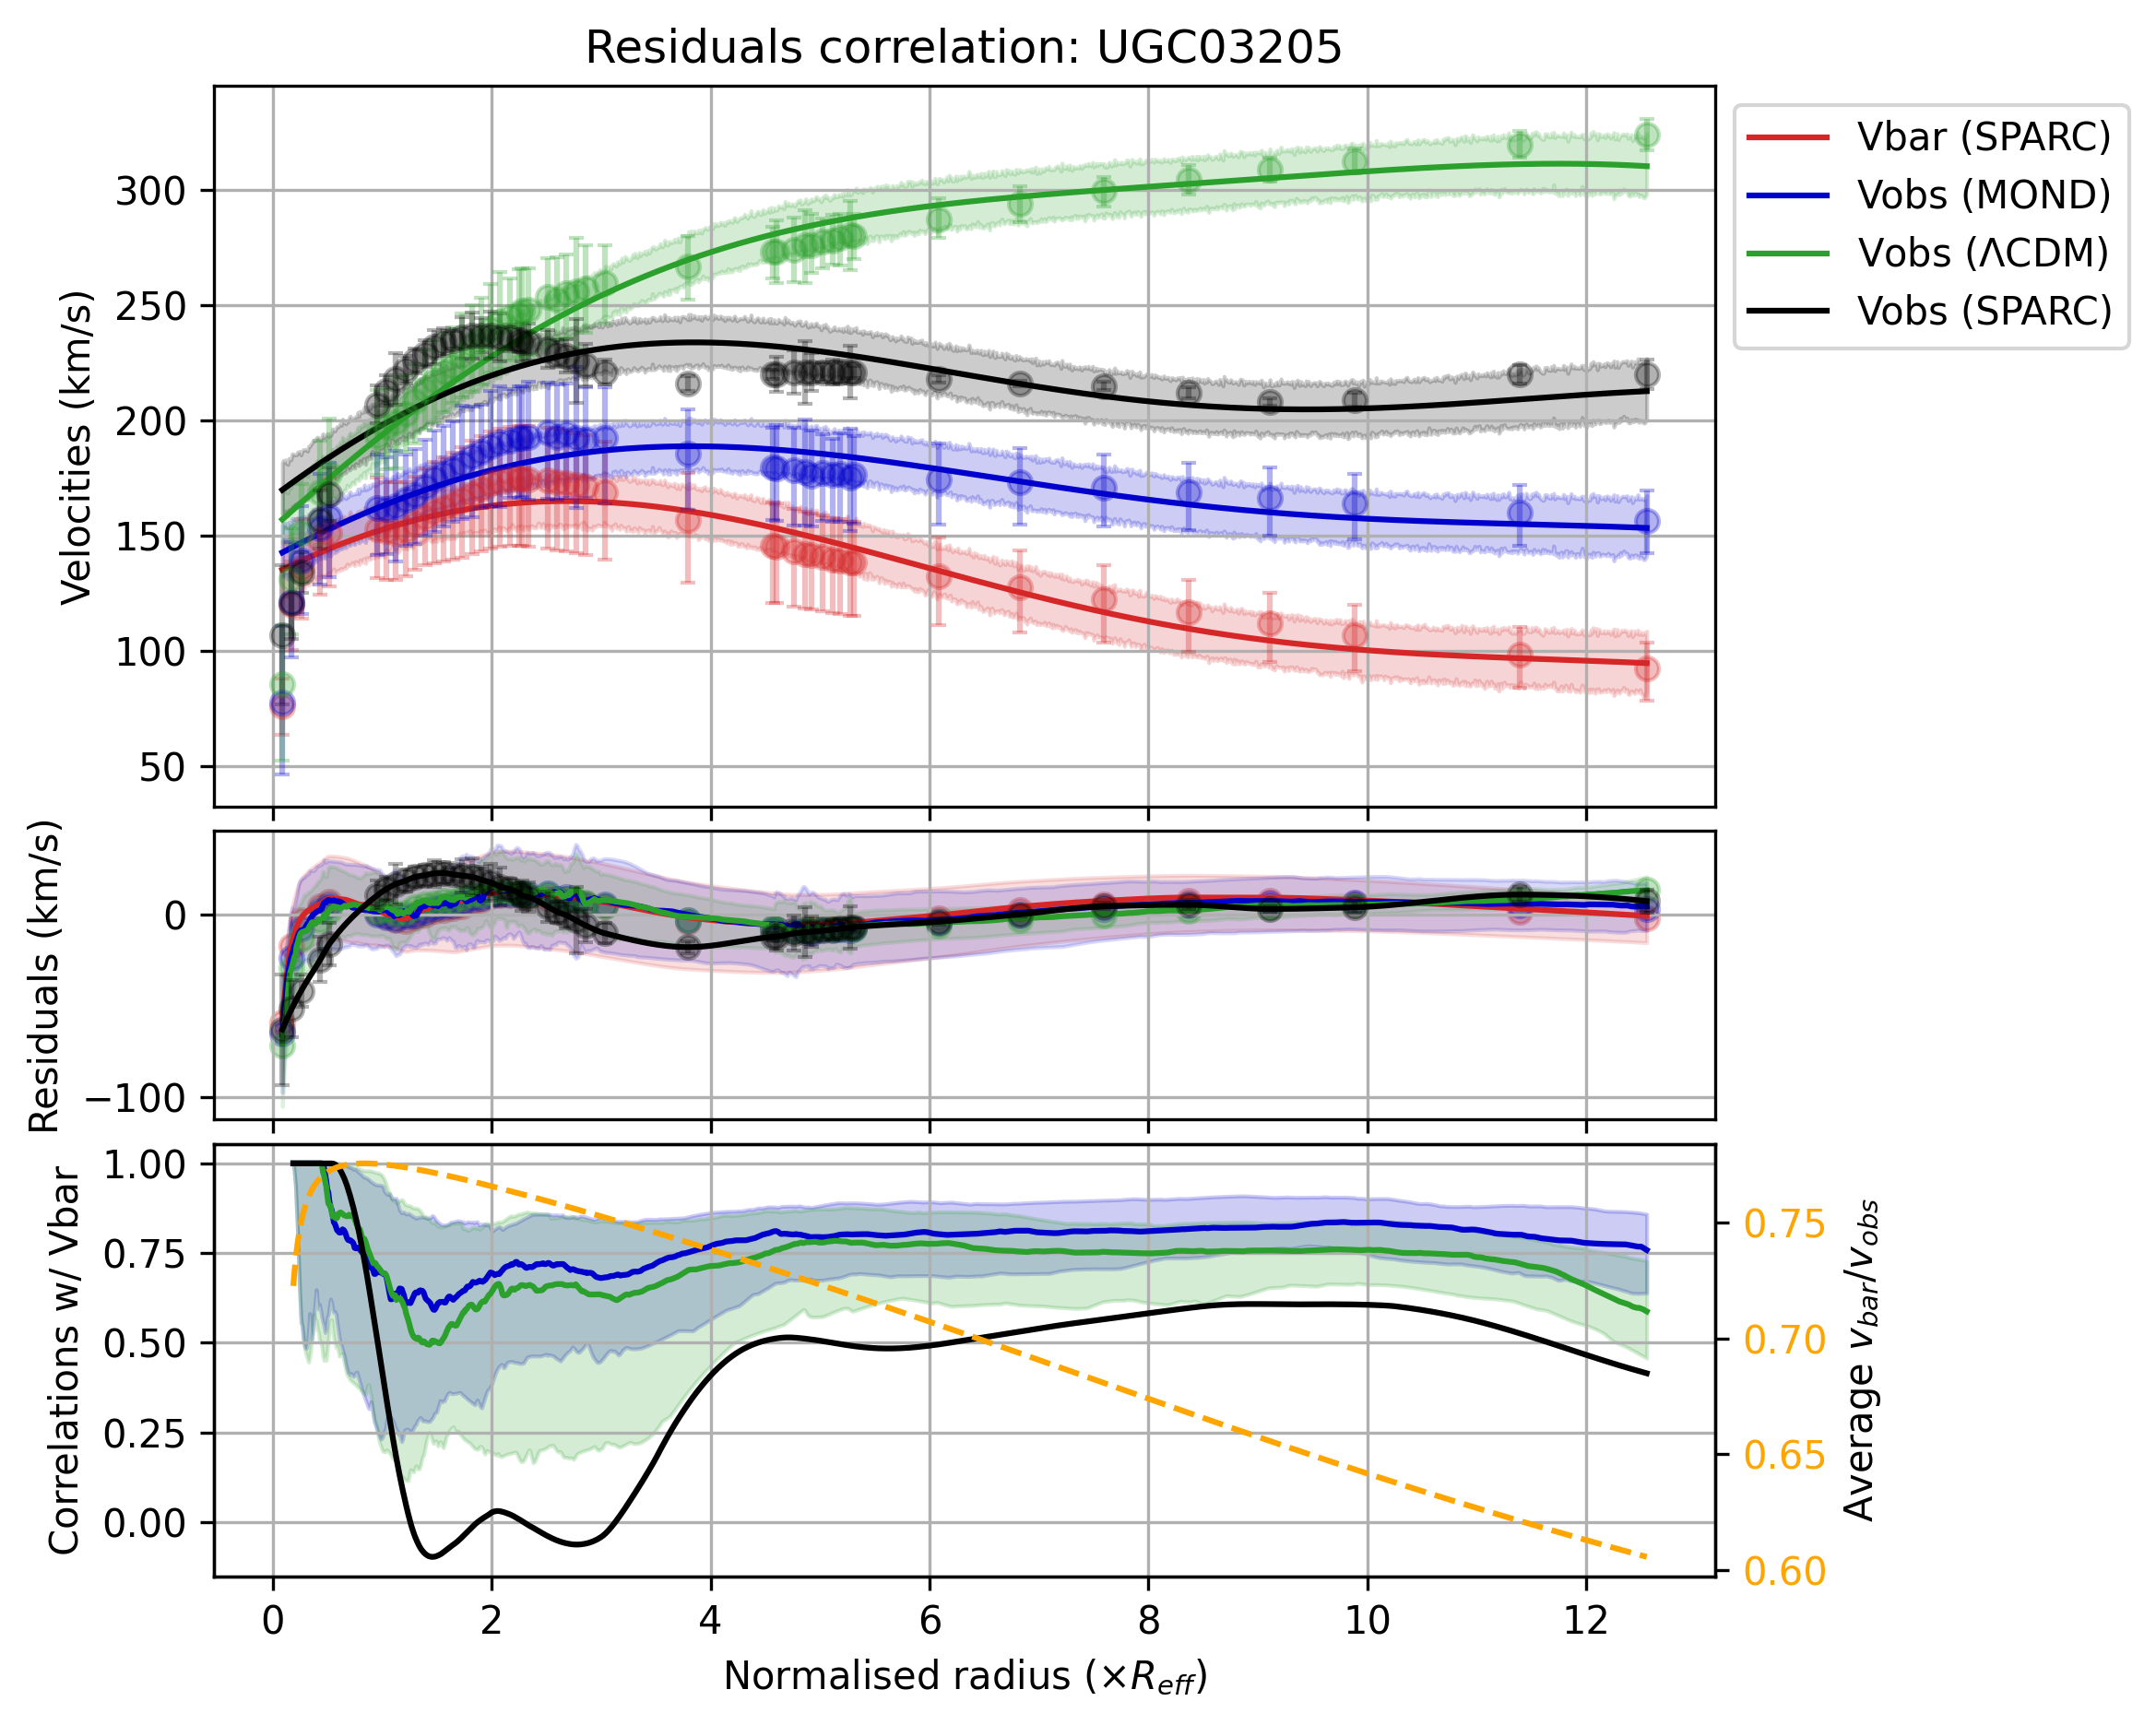 Residuals correlation: UGC03205
Vbar (SPARC)
Vobs (MOND)
Vobs (ΛCDM)
Vobs (SPARC)
Velocities (km/s)
300
250
200
150
100
50
Residuals (km/s)
0
−100
Correlations w/ Vbar
1.00
0.75
0.50
0.25
0.00
Average v_bar/v_obs
0.75
0.70
0.65
0.60
0 2 4 6 8 10 12
Normalised radius (×R_eff)